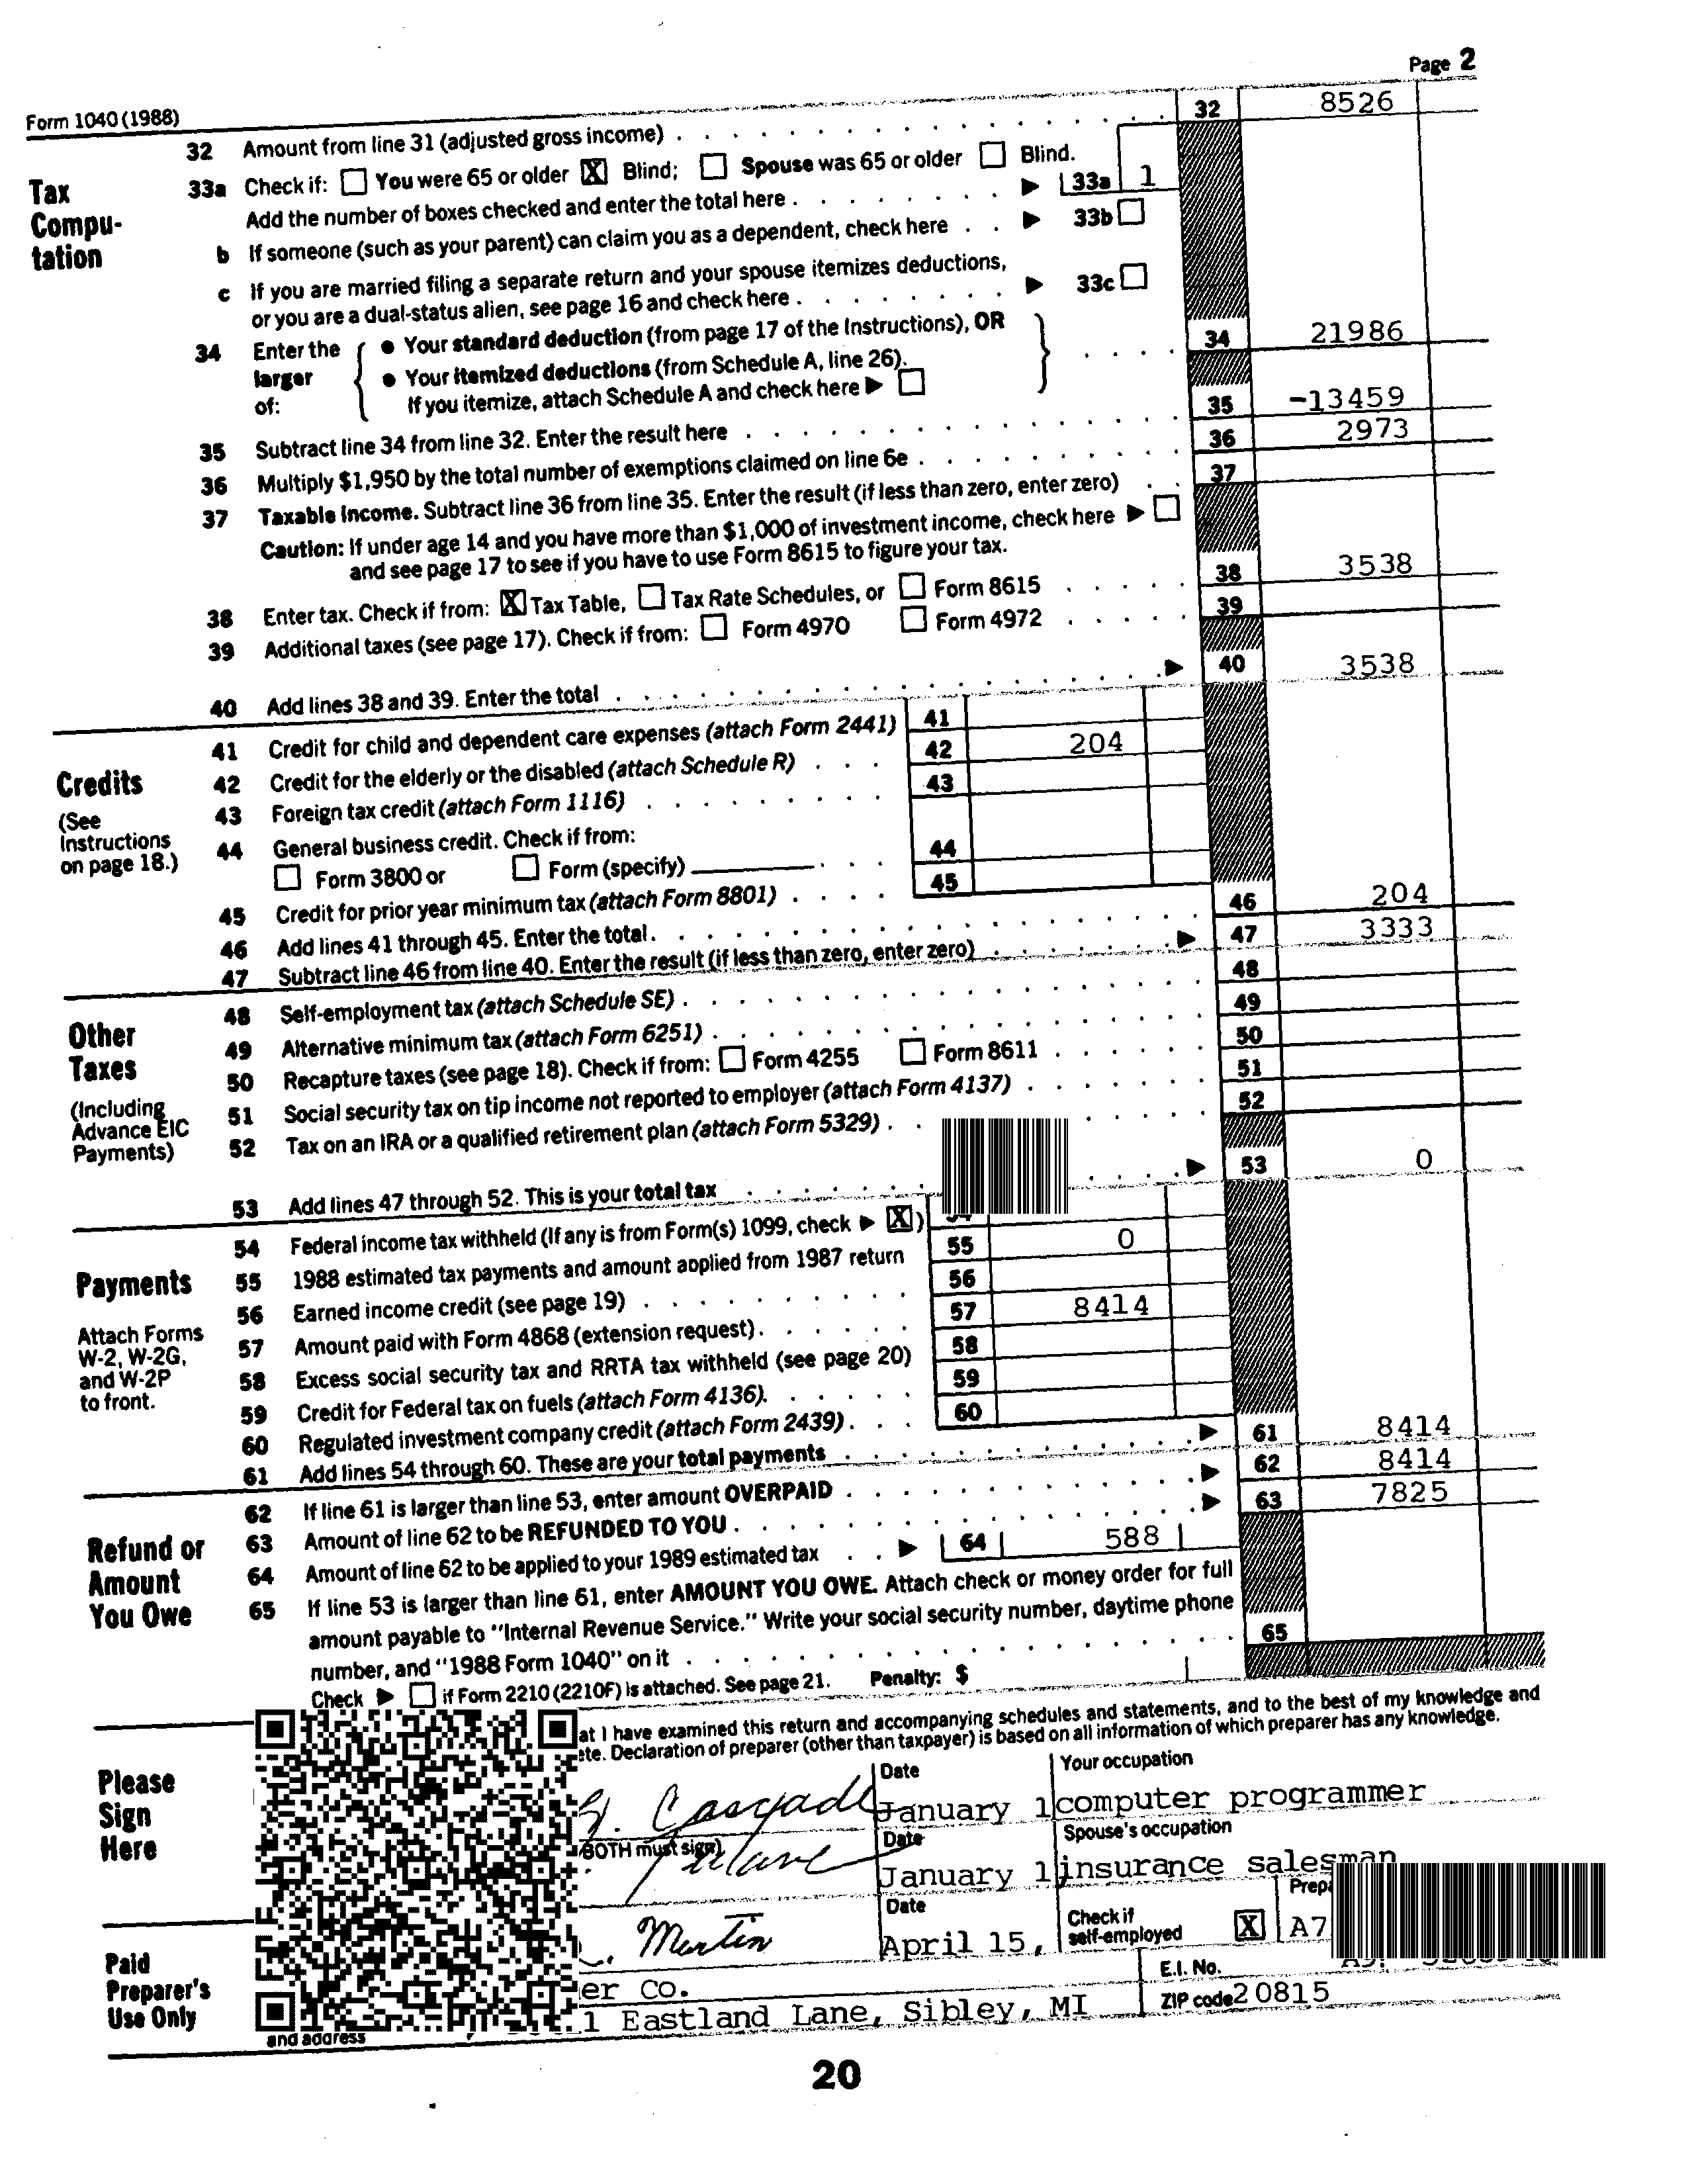 Page 2
Form 1040 (1988)
Tax Compu-tation
32 Amount from line 31 (adjusted gross income) 32 8526
33a Check if: You were 65 or older X Blind; Spouse was 65 or older Blind.
Add the number of boxes checked and enter the total here 33a 1
b If someone (such as your parent) can claim you as a dependent, check here 33b
c If you are married filing a separate return and your spouse itemizes deductions,
or you are a dual-status alien, see page 16 and check here 33c
34 Enter the larger of:
• Your standard deduction (from page 17 of the Instructions), OR
• Your itemized deductions (from Schedule A, line 26).
If you itemize, attach Schedule A and check here
34 21986
35 Subtract line 34 from line 32. Enter the result here 35 -13459
36 Multiply $1,950 by the total number of exemptions claimed on line 6e 36 2973
37 Taxable income. Subtract line 36 from line 35. Enter the result (if less than zero, enter zero) 37
Caution: If under age 14 and you have more than $1,000 of investment income, check here
and see page 17 to see if you have to use Form 8615 to figure your tax.
38 Enter tax. Check if from: X Tax Table, Tax Rate Schedules, or Form 8615 38 3538
39 Additional taxes (see page 17). Check if from: Form 4970 Form 4972 39
40 Add lines 38 and 39. Enter the total 40 3538
Credits
(See Instructions on page 18.)
41 Credit for child and dependent care expenses (attach Form 2441) 41
42 Credit for the elderly or the disabled (attach Schedule R) 42 204
43 Foreign tax credit (attach Form 1116) 43
44 General business credit. Check if from:
Form 3800 or Form (specify) 44
45 Credit for prior year minimum tax (attach Form 8801) 45
46 Add lines 41 through 45. Enter the total 46 204
47 Subtract line 46 from line 40. Enter the result (if less than zero, enter zero) 47 3333
Other Taxes
(Including Advance EIC Payments)
48 Self-employment tax (attach Schedule SE) 48
49 Alternative minimum tax (attach Form 6251) 49
50 Recapture taxes (see page 18). Check if from: Form 4255 Form 8611 50
51 Social security tax on tip income not reported to employer (attach Form 4137) 51
52 Tax on an IRA or a qualified retirement plan (attach Form 5329) 52
53 Add lines 47 through 52. This is your total tax 53 0
Payments
Attach Forms W-2, W-2G, and W-2P to front.
54 Federal income tax withheld (If any is from Form(s) 1099, check X)
55 1988 estimated tax payments and amount applied from 1987 return 55 0
56 Earned income credit (see page 19) 56
57 Amount paid with Form 4868 (extension request) 57 8414
58 Excess social security tax and RRTA tax withheld (see page 20) 58
59 Credit for Federal tax on fuels (attach Form 4136). 59
60 Regulated investment company credit (attach Form 2439) 60
61 Add lines 54 through 60. These are your total payments 61 8414
Refund or Amount You Owe
62 If line 61 is larger than line 53, enter amount OVERPAID 62 8414
63 Amount of line 62 to be REFUNDED TO YOU 63 7825
64 Amount of line 62 to be applied to your 1989 estimated tax 64 588
65 If line 53 is larger than line 61, enter AMOUNT YOU OWE. Attach check or money order for full
amount payable to "Internal Revenue Service." Write your social security number, daytime phone
number, and "1988 Form 1040" on it 65
Check if Form 2210 (2210F) is attached. See page 21. Penalty: $
Please Sign Here
at I have examined this return and accompanying schedules and statements, and to the best of my knowledge and
ete. Declaration of preparer (other than taxpayer) is based on all information of which preparer has any knowledge.
Date January 1 Your occupation computer programmer
BOTH must sign)
Date January 1 Spouse's occupation insurance salesman
Paid Preparer's Use Only
Mertin
Date April 15, Check if self-employed X A7
er Co. E.I. No.
1 Eastland Lane, Sibley, MI ZIP code 20815
and address
20